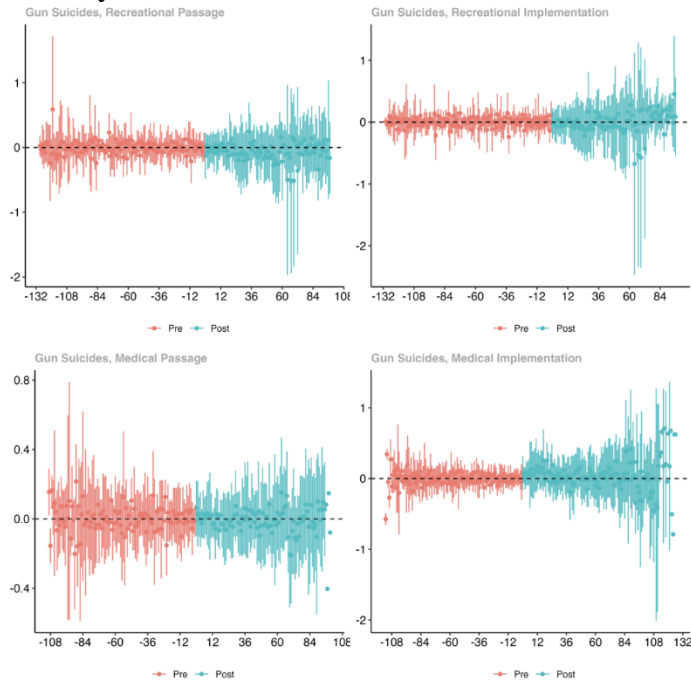 Gun Suicides, Recreational Passage
1
0
-1
-2
-132 -108 -84 -60 -36 -12 12 36 60 84 108
Pre Post
Gun Suicides, Recreational Implementation
1
0
-1
-2
-132 -108 -84 -60 -36 -12 12 36 60 84
Pre Post
Gun Suicides, Medical Passage
0.8
0.4
0.0
-0.4
-108 -84 -60 -36 -12 12 36 60 84 108
Pre Post
Gun Suicides, Medical Implementation
1
0
-1
-2
-108 -84 -60 -36 -12 12 36 60 84 108 132
Pre Post